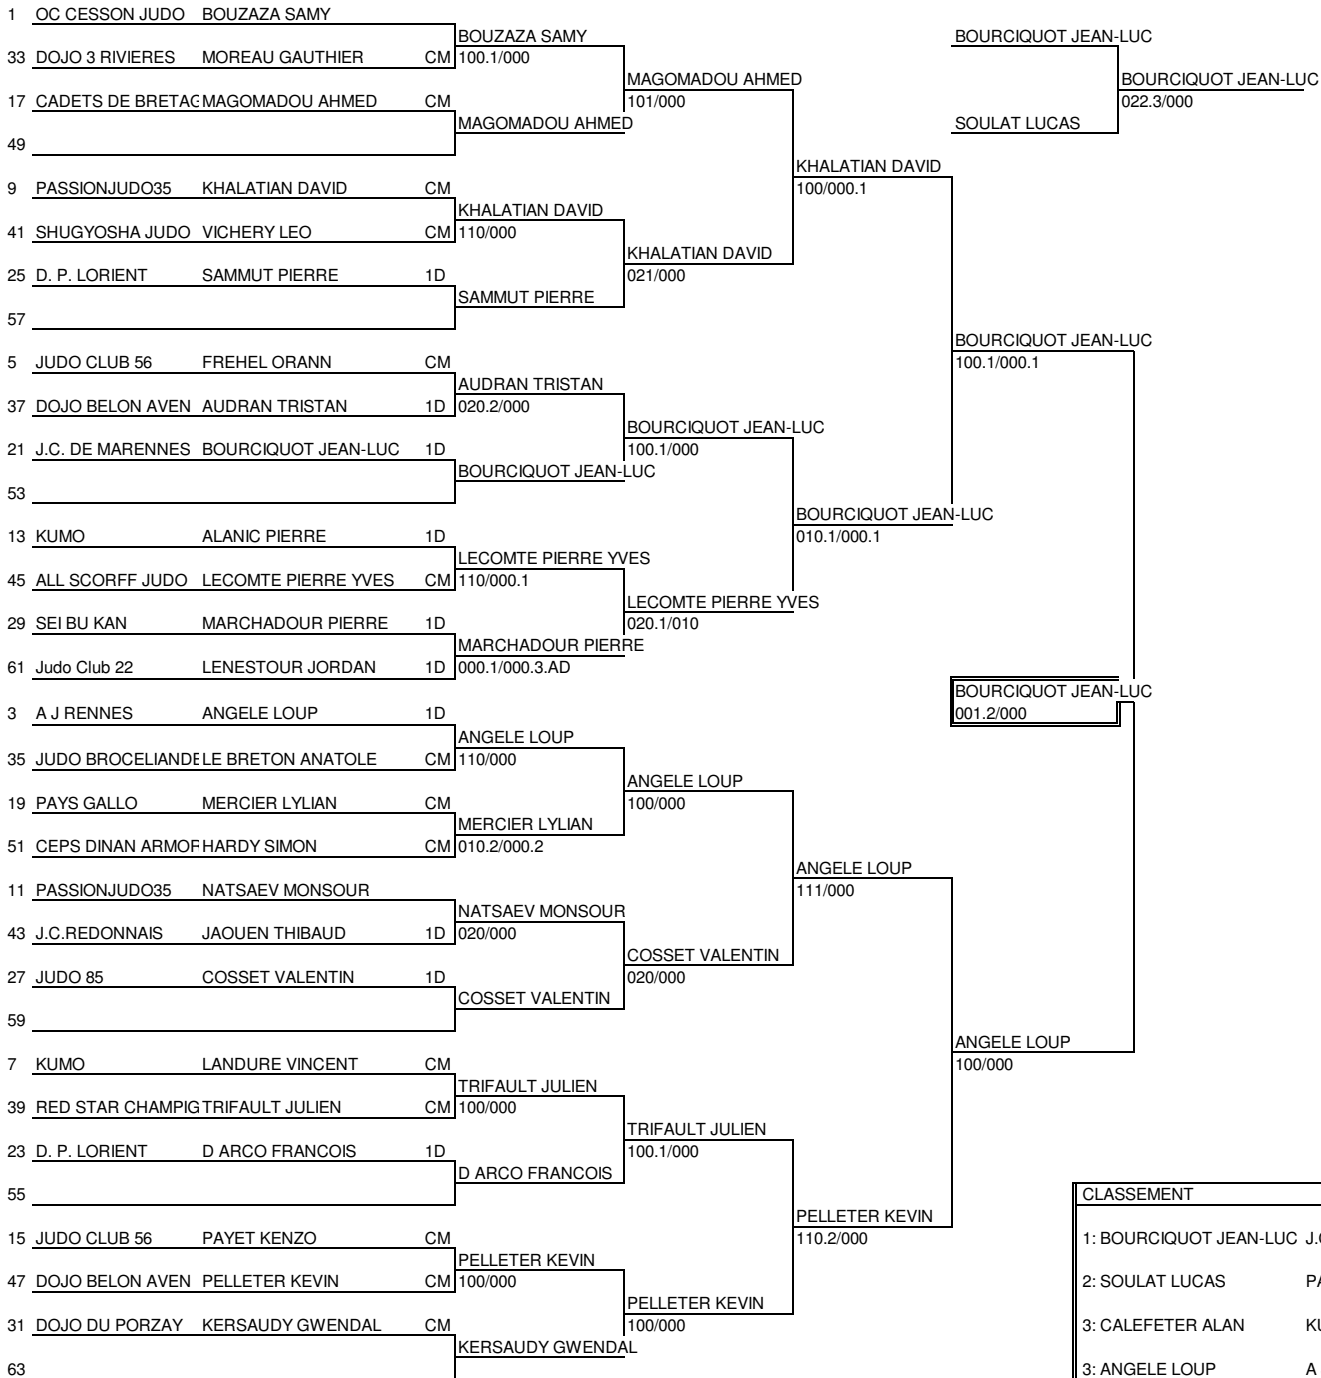 1 OC CESSON JUDO BOUZAZA SAMY
BOUZAZA SAMY
BOURCIQUOT JEAN-LUC
33 DOJO 3 RIVIERES MOREAU GAUTHIER CM 100.1/000
MAGOMADOU AHMED
BOURCIQUOT JEAN-LUC
17 CADETS DE BRETAG MAGOMADOU AHMED CM
101/000
022.3/000
MAGOMADOU AHMED
SOULAT LUCAS
49
KHALATIAN DAVID
9 PASSIONJUDO35 KHALATIAN DAVID CM
100/000.1
KHALATIAN DAVID
41 SHUGYOSHA JUDO VICHERY LEO CM 110/000
KHALATIAN DAVID
25 D. P. LORIENT SAMMUT PIERRE 1D
021/000
SAMMUT PIERRE
57
BOURCIQUOT JEAN-LUC
5 JUDO CLUB 56 FREHEL ORANN CM
100.1/000.1
AUDRAN TRISTAN
37 DOJO BELON AVEN AUDRAN TRISTAN 1D 020.2/000
BOURCIQUOT JEAN-LUC
21 J.C. DE MARENNES BOURCIQUOT JEAN-LUC 1D
100.1/000
BOURCIQUOT JEAN-LUC
53
BOURCIQUOT JEAN-LUC
13 KUMO ALANIC PIERRE 1D
010.1/000.1
LECOMTE PIERRE YVES
45 ALL SCORFF JUDO LECOMTE PIERRE YVES CM 110/000.1
LECOMTE PIERRE YVES
29 SEI BU KAN MARCHADOUR PIERRE 1D
020.1/010
MARCHADOUR PIERRE
61 Judo Club 22 LENESTOUR JORDAN 1D 000.1/000.3.AD
BOURCIQUOT JEAN-LUC
3 A J RENNES ANGELE LOUP 1D
001.2/000
ANGELE LOUP
35 JUDO BROCELIANDE LE BRETON ANATOLE CM 110/000
ANGELE LOUP
19 PAYS GALLO MERCIER LYLIAN CM
100/000
MERCIER LYLIAN
51 CEPS DINAN ARMOR HARDY SIMON CM 010.2/000.2
ANGELE LOUP
11 PASSIONJUDO35 NATSAEV MONSOUR
111/000
NATSAEV MONSOUR
43 J.C.REDONNAIS JAOUEN THIBAUD 1D 020/000
COSSET VALENTIN
27 JUDO 85 COSSET VALENTIN 1D
020/000
COSSET VALENTIN
59
ANGELE LOUP
7 KUMO LANDURE VINCENT CM
100/000
TRIFAULT JULIEN
39 RED STAR CHAMPIG TRIFAULT JULIEN CM 100/000
TRIFAULT JULIEN
23 D. P. LORIENT D ARCO FRANCOIS 1D
100.1/000
D ARCO FRANCOIS
55
CLASSEMENT
PELLETER KEVIN
15 JUDO CLUB 56 PAYET KENZO CM
110.2/000
1: BOURCIQUOT JEAN-LUC J.C
PELLETER KEVIN
47 DOJO BELON AVEN PELLETER KEVIN CM 100/000
2: SOULAT LUCAS PA
PELLETER KEVIN
31 DOJO DU PORZAY KERSAUDY GWENDAL CM
100/000
3: CALEFETER ALAN KU
KERSAUDY GWENDAL
63
3: ANGELE LOUP A